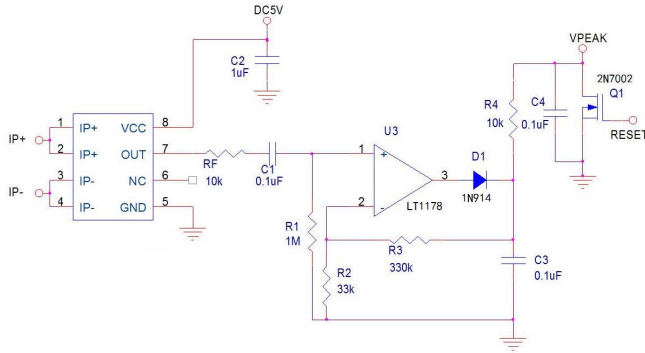 DC5V
VPEAK
C2
1uF
2N7002
Q1
RESET
R4
10k
C4
0.1uF
U3
IP+
IP-
1 IP+ VCC 8
2 IP+ OUT 7
3 IP- NC 6
4 IP- GND 5
RF
10k
C1
0.1uF
1
+
2
-
3
LT1178
D1
1N914
R1
1M
R2
33k
R3
330k
C3
0.1uF